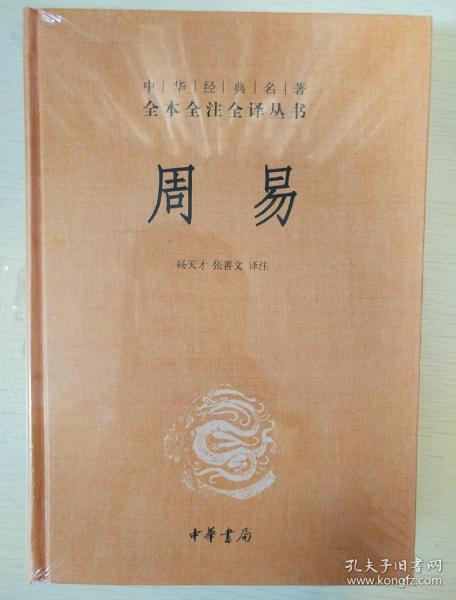 中｜华｜经｜典｜名｜著
全本全注全译丛书
周易
杨天才 张善文 译注
中華書局
孔夫子旧书网
www.kongfz.com